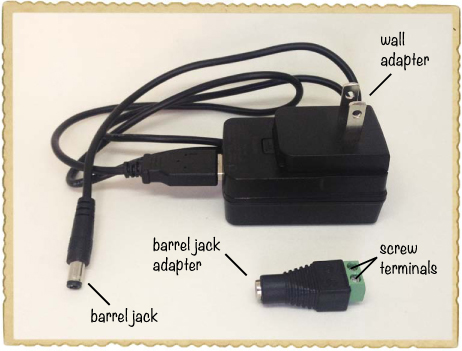 wall
adapter
barrel jack
adapter
screw
terminals
barrel jack